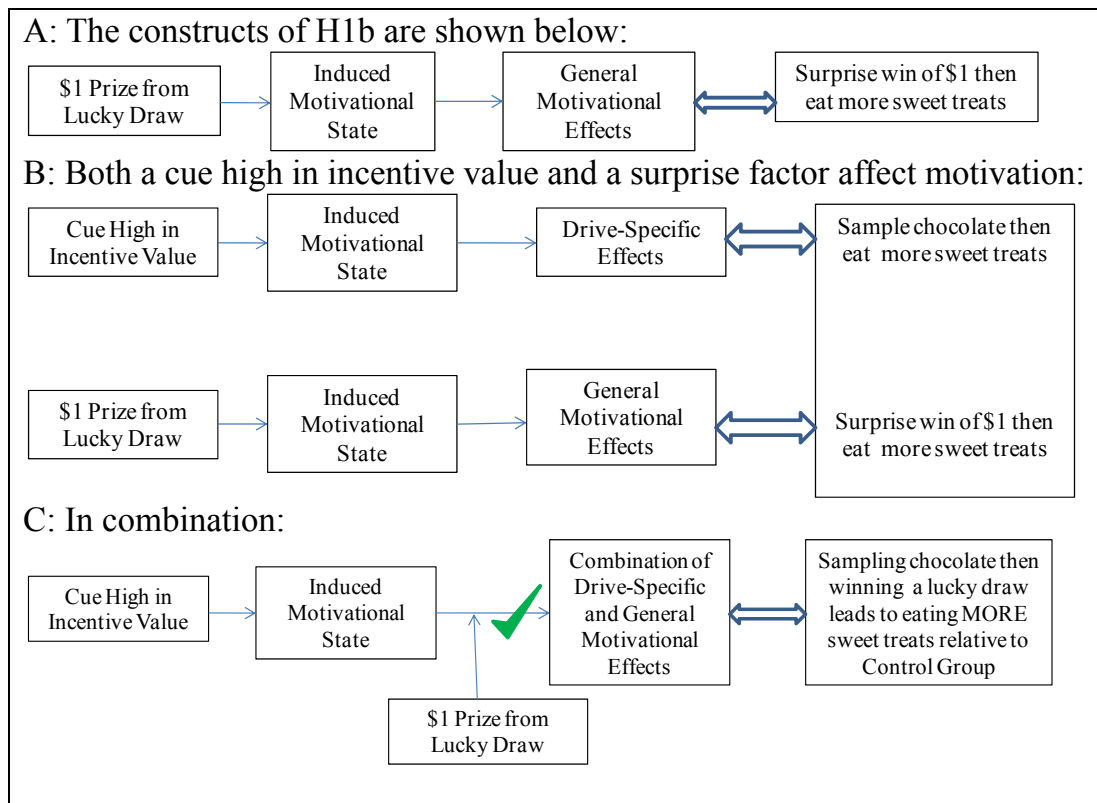 A: The constructs of H1b are shown below:
$1 Prize from
Lucky Draw
Induced
Motivational
State
General
Motivational
Effects
Surprise win of $1 then
eat more sweet treats
B: Both a cue high in incentive value and a surprise factor affect motivation:
Cue High in
Incentive Value
Induced
Motivational
State
Drive-Specific
Effects
Sample chocolate then
eat more sweet treats
$1 Prize from
Lucky Draw
Induced
Motivational
State
General
Motivational
Effects
Surprise win of $1 then
eat more sweet treats
C: In combination:
Cue High in
Incentive Value
Induced
Motivational
State
Combination of
Drive-Specific
and General
Motivational
Effects
Sampling chocolate then
winning a lucky draw
leads to eating MORE
sweet treats relative to
Control Group
$1 Prize from
Lucky Draw